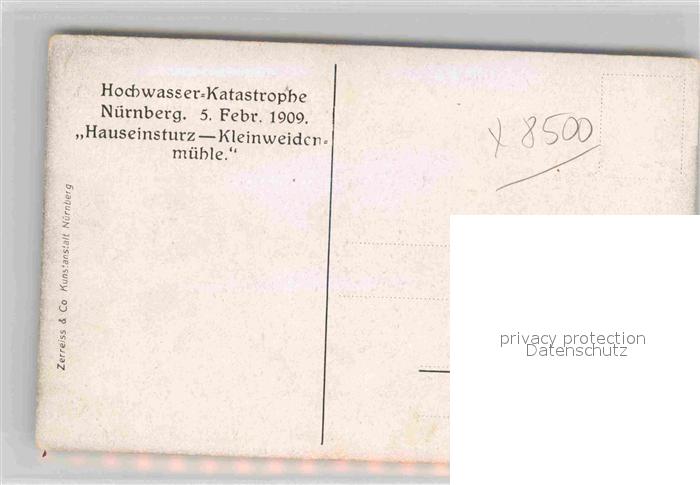 Hochwasser=Katastrophe
Nürnberg. 5. Febr. 1909.
„Hauseinsturz—Kleinweiden=
mühle.“
Zerreiss & Co Kunstanstalt Nürnberg
x 8500
privacy protection
Datenschutz